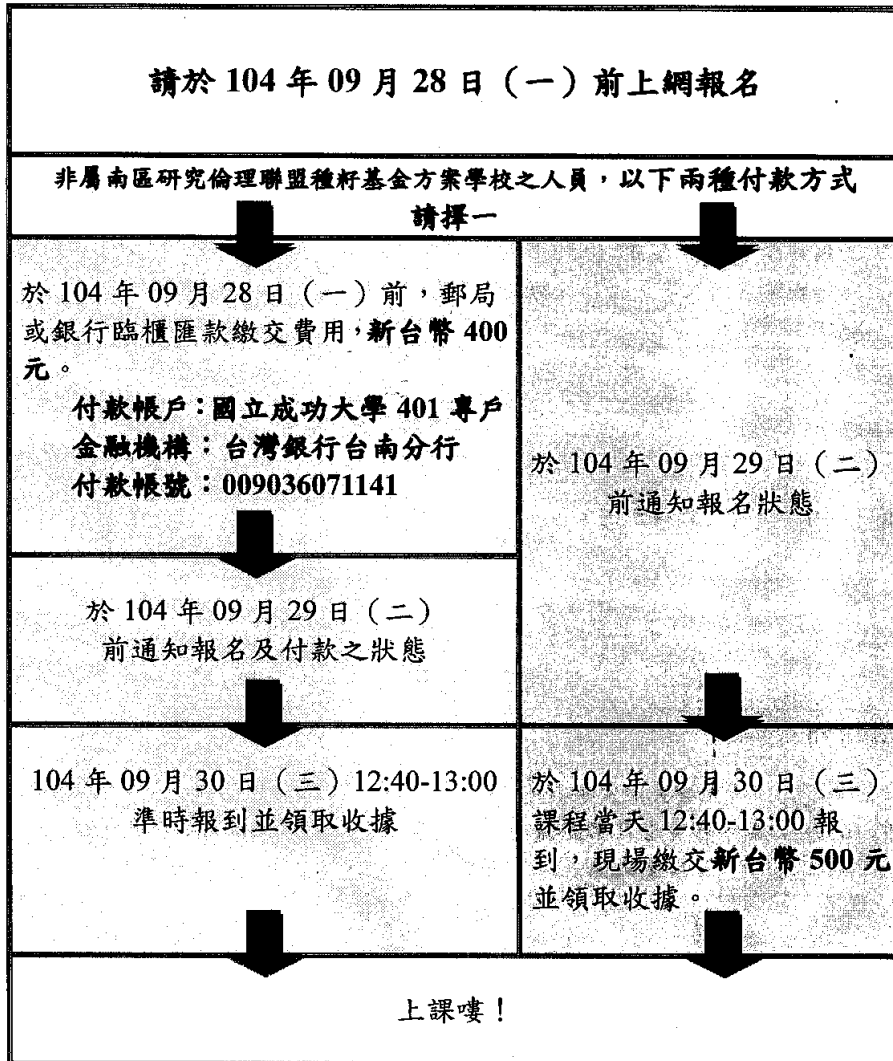 請於 104 年 09 月 28 日（一）前上網報名
非屬南區研究倫理聯盟種籽基金方案學校之人員，以下兩種付款方式
請擇一
於 104 年 09 月 28 日（一）前，郵局
或銀行臨櫃匯款繳交費用，新台幣 400
元。
付款帳戶：國立成功大學 401 專戶
金融機構：台灣銀行台南分行
付款帳號：009036071141
於 104 年 09 月 29 日（二）
前通知報名及付款之狀態
104 年 09 月 30 日（三）12:40-13:00
準時報到並領取收據
於 104 年 09 月 29 日（二）
前通知報名狀態
於 104 年 09 月 30 日（三）
課程當天 12:40-13:00 報
到，現場繳交新台幣 500 元
並領取收據。
上課嘍！